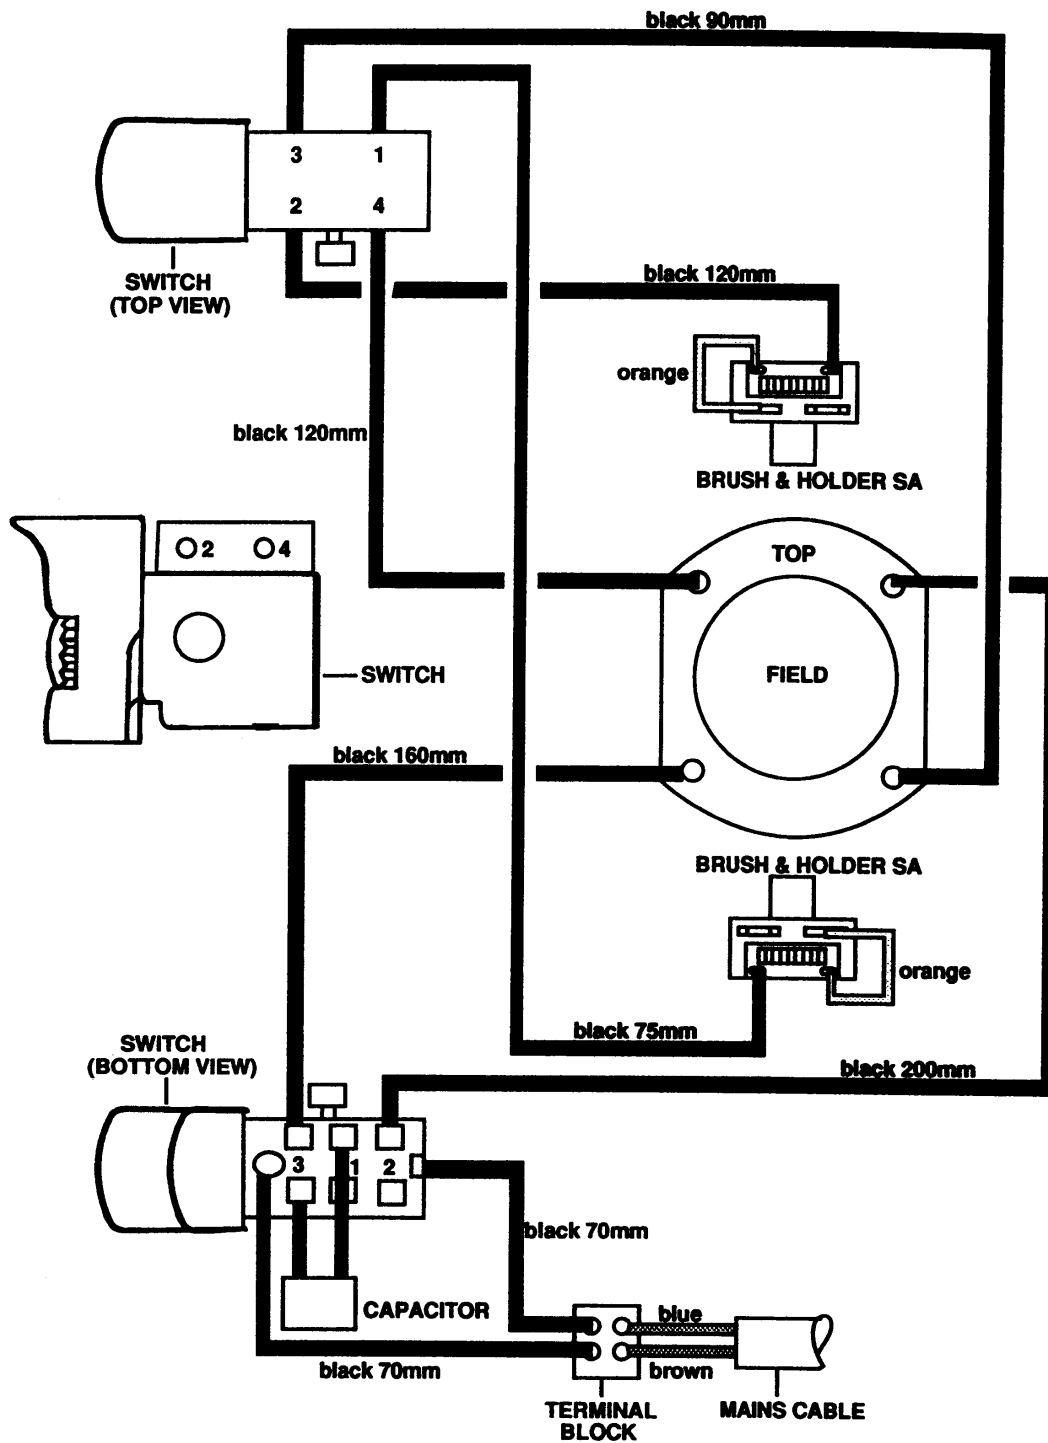 black 90mm
3 1
2 4
SWITCH
(TOP VIEW)
black 120mm
orange
black 120mm
BRUSH & HOLDER SA
2 4
TOP
SWITCH
FIELD
black 160mm
BRUSH & HOLDER SA
orange
black 75mm
SWITCH
(BOTTOM VIEW)
black 200mm
3 1 2
black 70mm
CAPACITOR
blue
black 70mm
brown
TERMINAL
BLOCK
MAINS CABLE